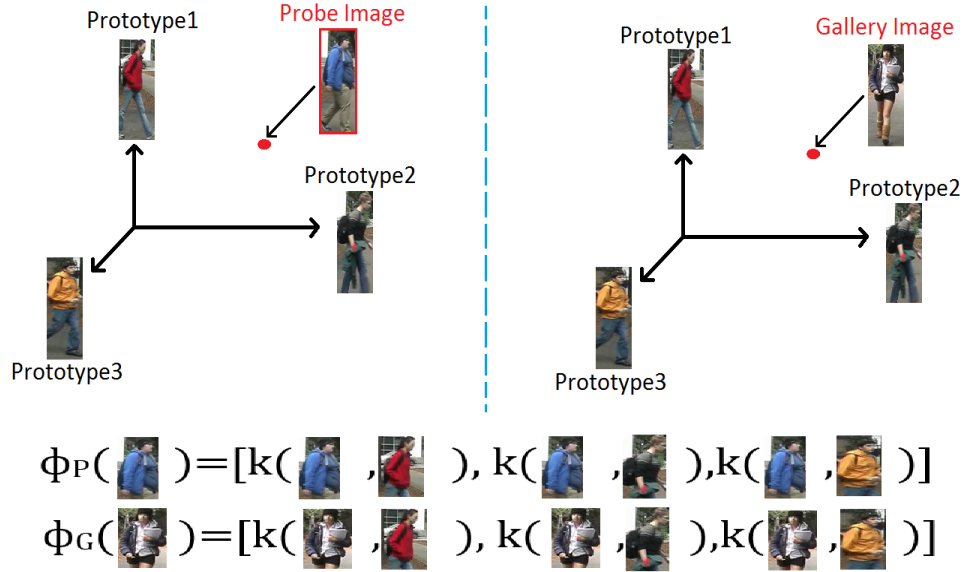 Prototype1
Probe Image
Prototype2
Prototype3
Prototype1
Gallery Image
Prototype2
Prototype3
ϕP( )=[k( , ), k( , ),k( , )]
ϕG( )=[k( , ), k( , ),k( , )]